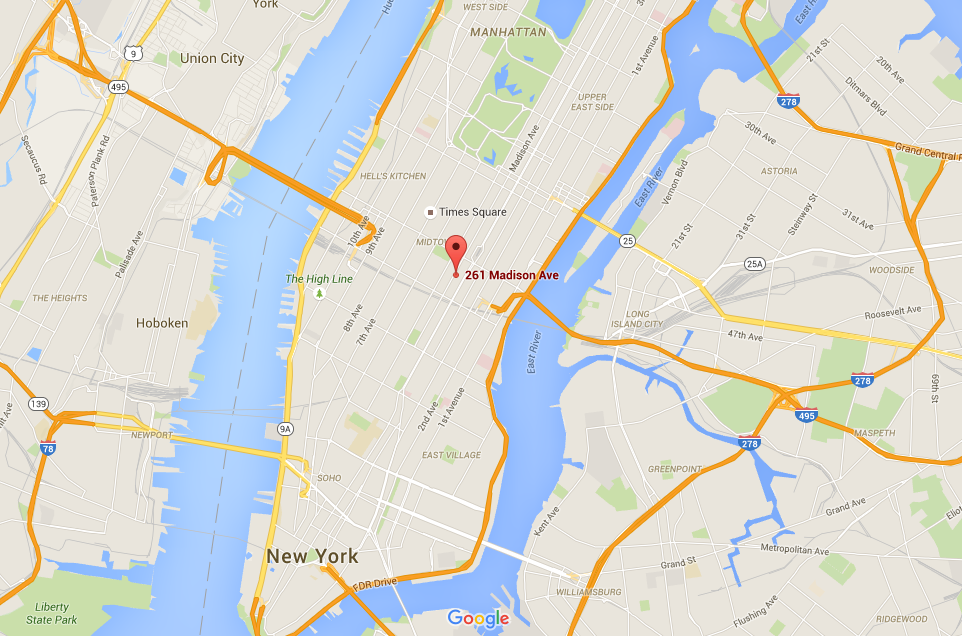 York
WEST SIDE
MANHATTAN
East River
9
Union City
1st Avenue
21st St
20th Ave
495
UPPER
EAST SIDE
278
Ditmars Blvd
Secaucus Rd
Paterson Plank Rd
Madison Ave
30th Ave
Grand Central
HELL'S KITCHEN
East River
Vernon Blvd
ASTORIA
Times Square
10th Ave
9th Ave
Steinway St
31st Ave
31st St
21st St
Palisade Ave
25
25A
261 Madison Ave
WOODSIDE
The High Line
THE HEIGHTS
8th Ave
7th Ave
LONG
ISLAND CITY
Roosevelt Ave
Hoboken
East River
47th Ave
278
69th St
139
2nd Ave
1st Avenue
495
9A
NEWPORT
78
278
MASPETH
EAST VILLAGE
GREENPOINT
SOHO
Kent Ave
Grand Ave
New York
Metropolitan Ave
Grand St
FDR Drive
WILLIAMSBURG
Liberty
State Park
Google
Flushing Ave
RIDGEWOOD